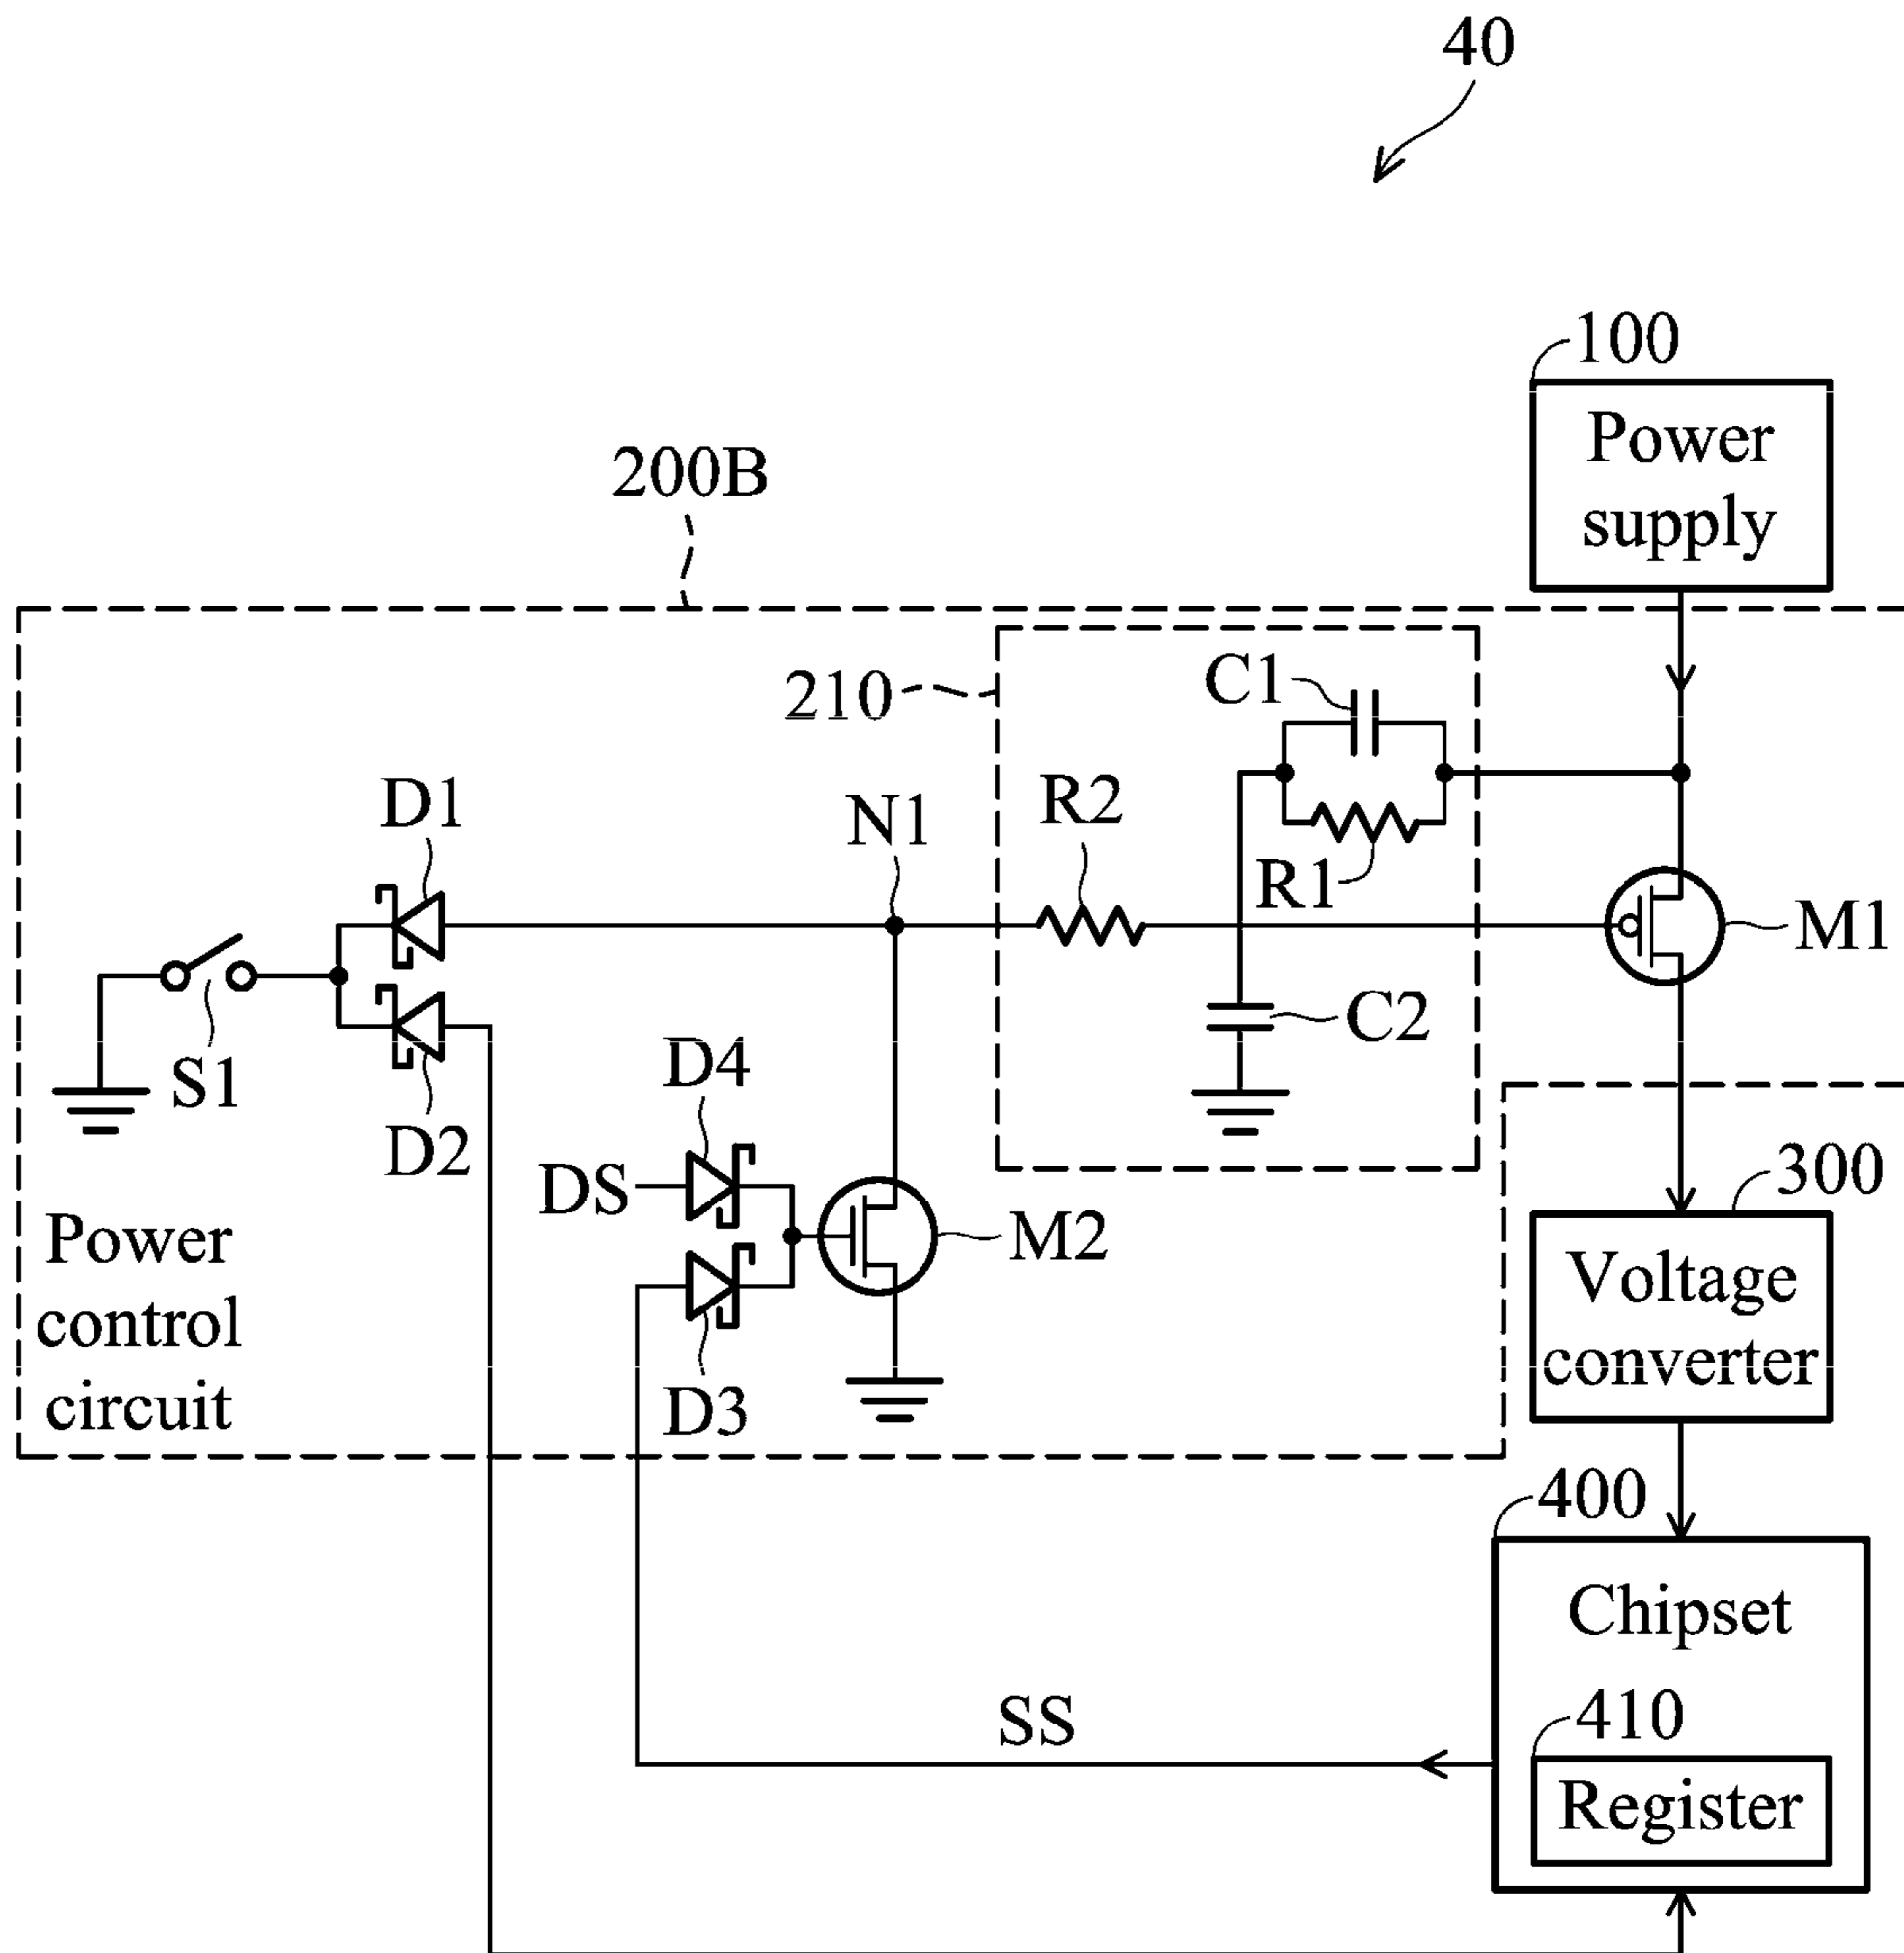 40
100
Power
supply
200B
210
C1
D1
N1
R2
R1
M1
S1
D2
D4
C2
DS
M2
300
Power
control
circuit
D3
Voltage
converter
400
Chipset
SS
410
Register